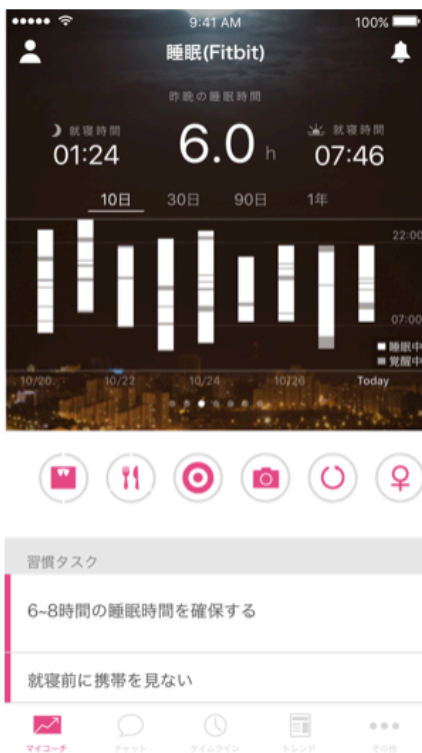 9:41 AM
100%
睡眠(Fitbit)
昨晩の睡眠時間
就寝時間
01:24
6.0 h
就寝時間
07:46
10日 30日 90日 1年
22:00
07:00
睡眠中
覚醒中
10/20 10/22 10/24 10/26 Today
習慣タスク
6~8時間の睡眠時間を確保する
就寝前に携帯を見ない
マイコーチ チャット タイムライン トレンド その他